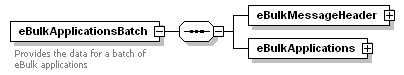 eBulkApplicationsBatch
Provides the data for a batch of
eBulk applications
eBulkMessageHeader
eBulkApplications